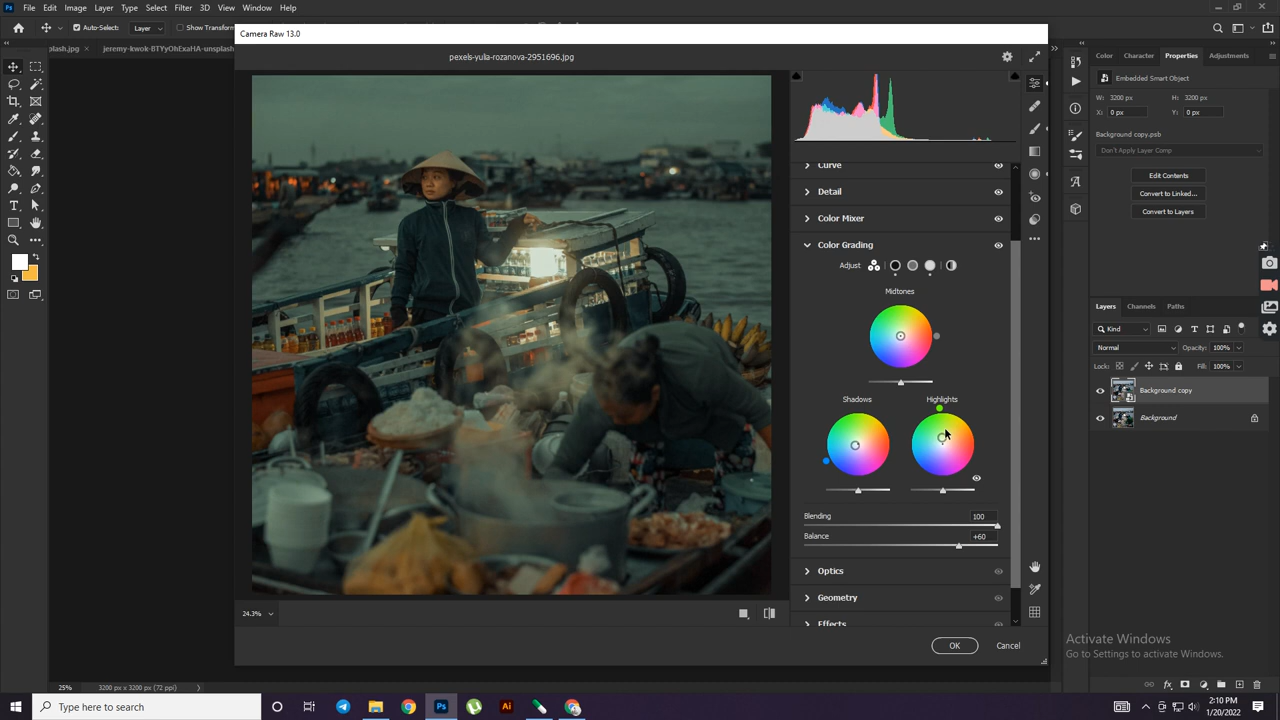 Ps File Edit Image Layer Type Select Filter 3D View Window Help
Auto-Select: Layer Show Transform
Camera Raw 13.0
plash.jpg × jeremy-kwok-BTYyOhExaHA-unsplash
pexels-yulia-rozanova-2951696.jpg
Color Character Properties Adjustments
Embedded Smart Object
W: 3200 px H: 3200 px
X: 0 px Y: 0 px
Background copy.psb
Don't Apply Layer Comp
Edit Contents
Convert to Linked...
Convert to Layers
Curve
Detail
Color Mixer
Color Grading
Adjust
Midtones
Shadows Highlights
Blending 100
Balance +60
Optics
Geometry
Effects
Layers Channels Paths
Kind
Normal Opacity: 100%
Lock: Fill: 100%
Background copy
Background
24.3%
OK Cancel
Activate Windows
Go to Settings to activate Windows.
25% 3200 px x 3200 px (72 ppi)
Type here to search
Ps Ai
2:10 PM
1/20/2022